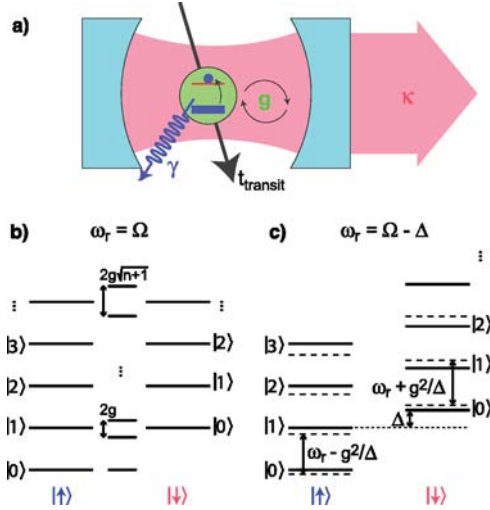 a)
g
κ
γ
t_transit
b)
ω_r = Ω
c)
ω_r = Ω - Δ
2g√n+1
...
...
...
...
|3⟩
|2⟩
|1⟩
|0⟩
2g
|2⟩
|1⟩
|0⟩
|↑⟩
|↓⟩
|3⟩
|2⟩
|1⟩
|0⟩
ω_r - g²/Δ
|2⟩
|1⟩
|0⟩
ω_r + g²/Δ
Δ
|↑⟩
|↓⟩